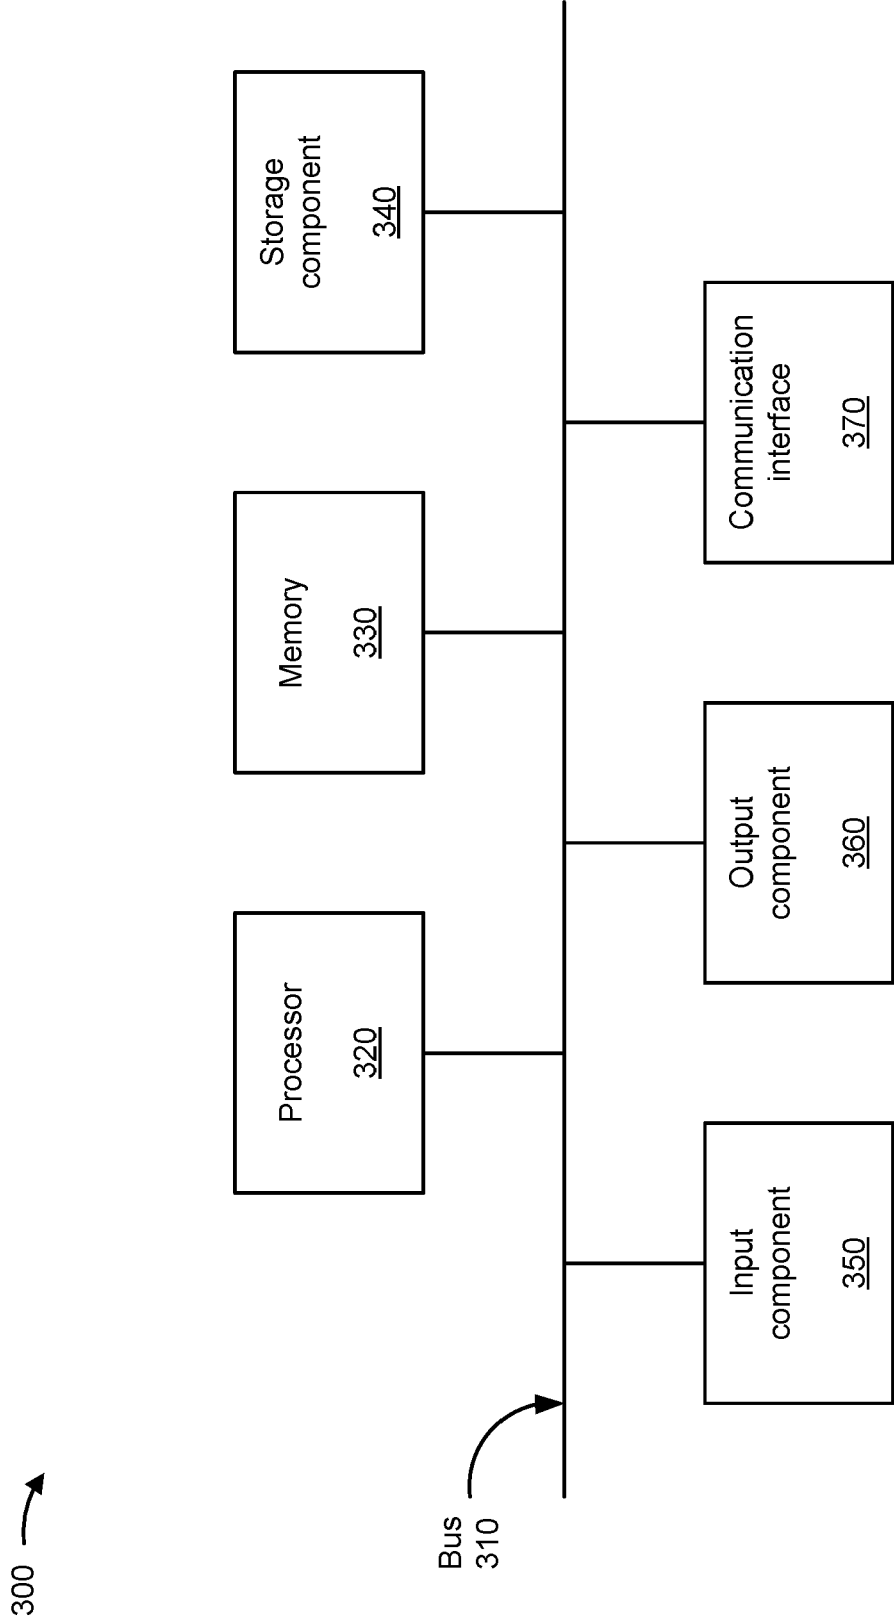 300
Processor
320
Memory
330
Storage
component
340
Bus
310
Input
component
350
Output
component
360
Communication
interface
370